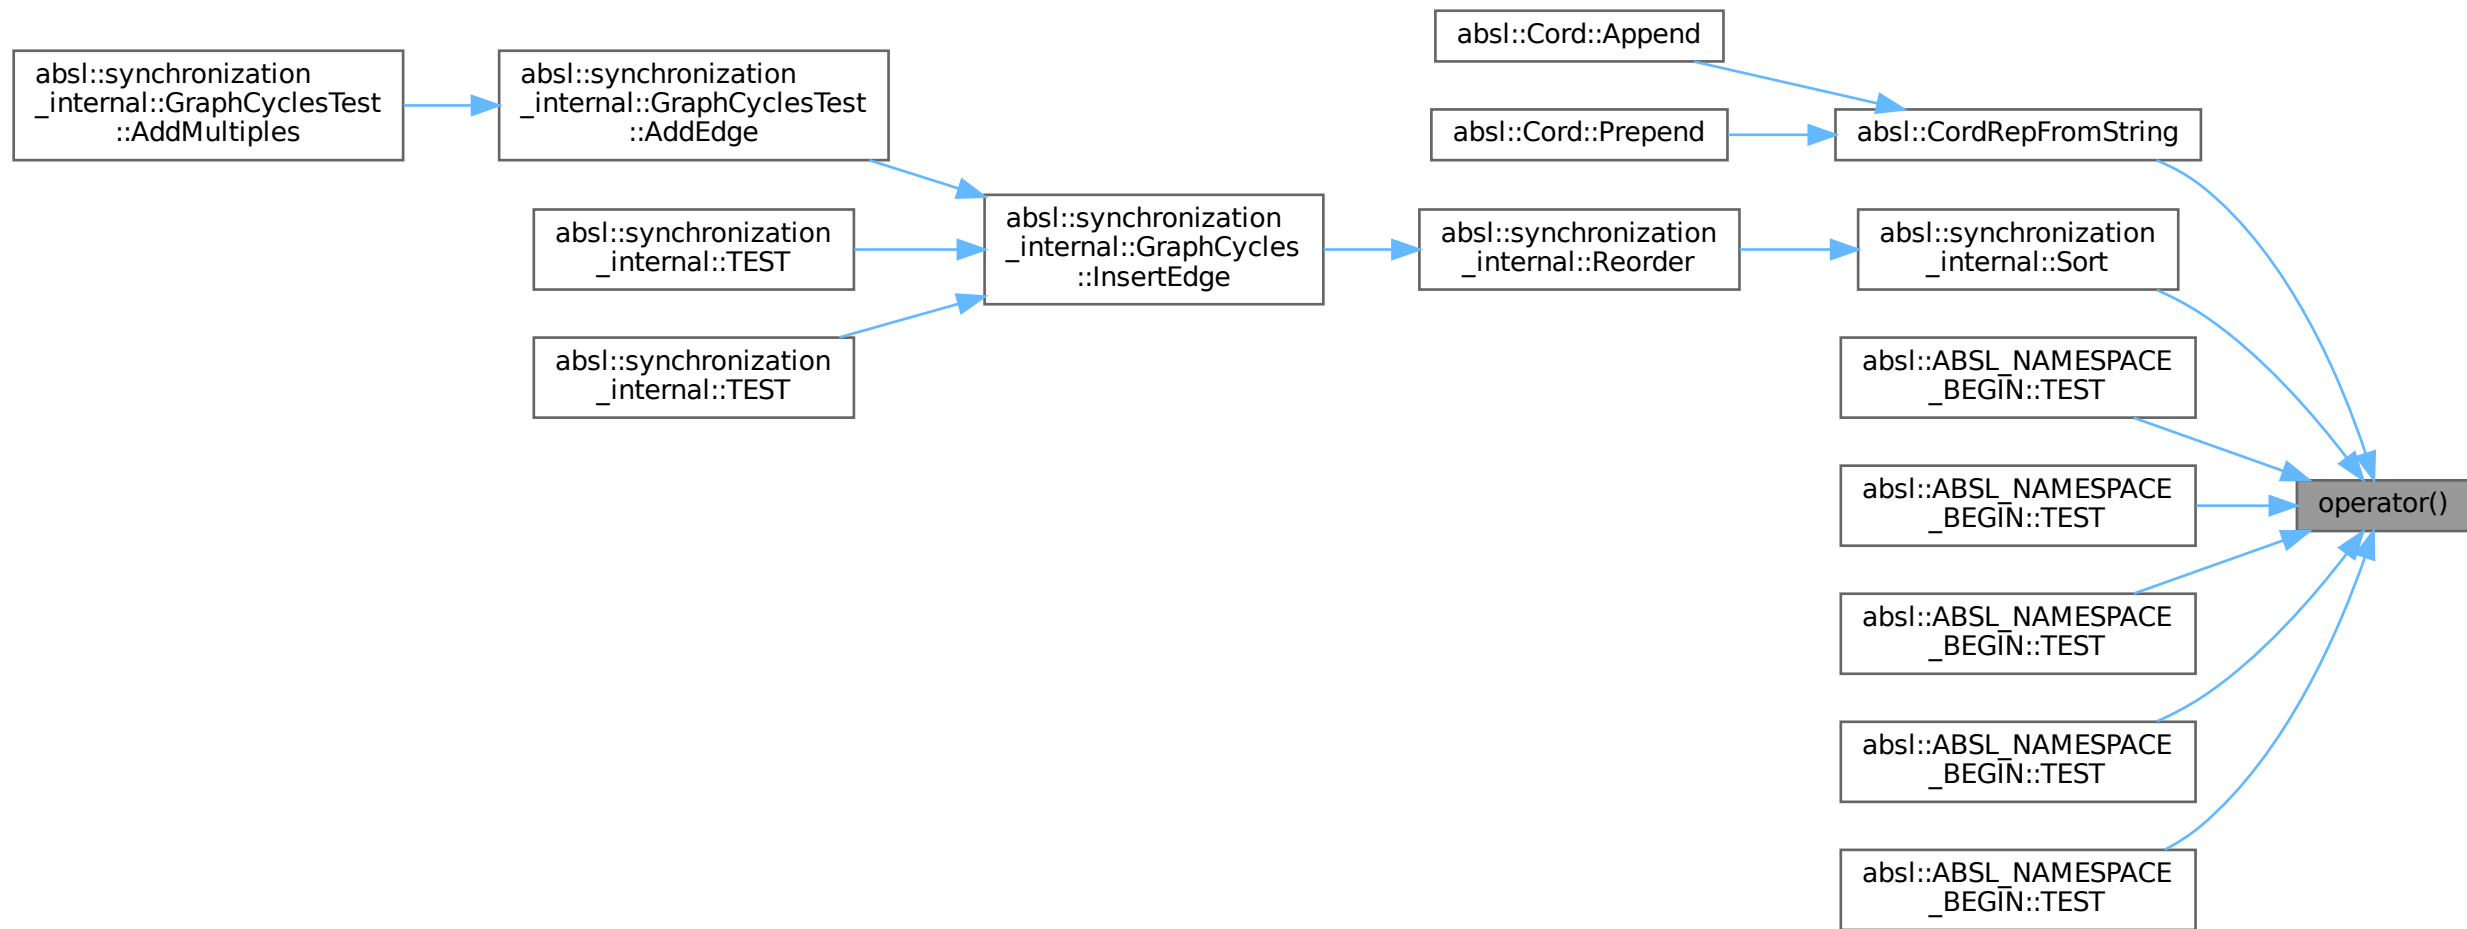 absl::synchronization
_internal::GraphCyclesTest
::AddMultiples
absl::synchronization
_internal::GraphCyclesTest
::AddEdge
absl::synchronization
_internal::TEST
absl::synchronization
_internal::TEST
absl::synchronization
_internal::GraphCycles
::InsertEdge
absl::Cord::Append
absl::Cord::Prepend
absl::synchronization
_internal::Reorder
absl::CordRepFromString
absl::synchronization
_internal::Sort
absl::ABSL_NAMESPACE
_BEGIN::TEST
absl::ABSL_NAMESPACE
_BEGIN::TEST
absl::ABSL_NAMESPACE
_BEGIN::TEST
absl::ABSL_NAMESPACE
_BEGIN::TEST
absl::ABSL_NAMESPACE
_BEGIN::TEST
operator()